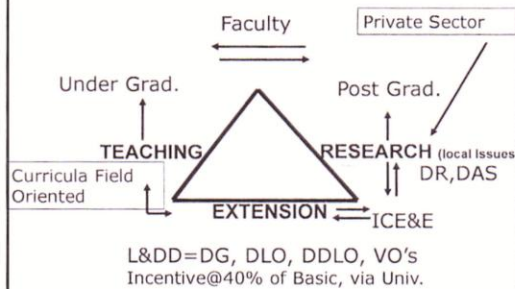 Faculty
Private Sector
Under Grad.
Post Grad.
TEACHING
RESEARCH (local Issues
DR,DAS
Curricula Field
Oriented
EXTENSION
ICE&E
L&DD=DG, DLO, DDLO, VO's
Incentive@40% of Basic, via Univ.